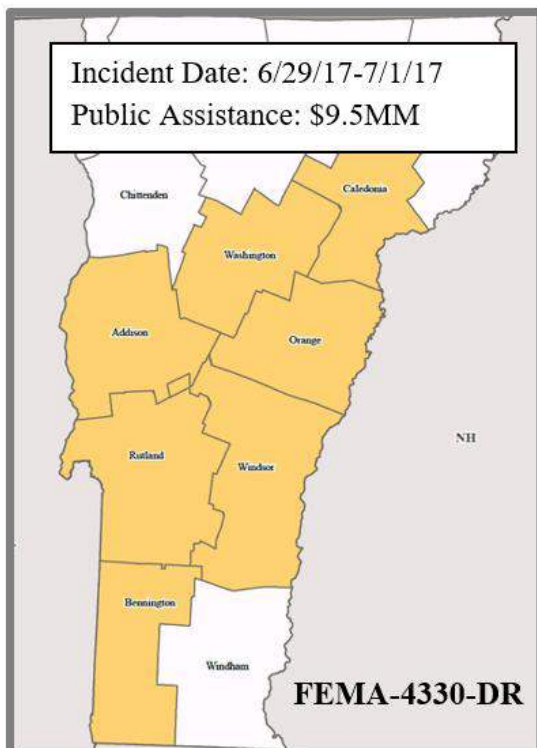 Incident Date: 6/29/17-7/1/17
Public Assistance: $9.5MM
Chittenden
Caledonia
Washington
Addison
Orange
NH
Rutland
Windsor
Bennington
Windham
FEMA-4330-DR